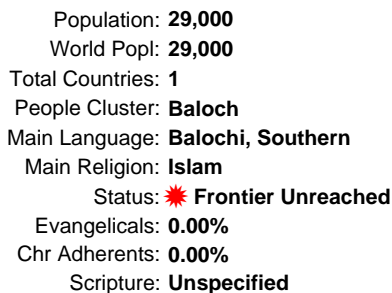 Population: 29,000
World Popl: 29,000
Total Countries: 1
People Cluster: Baloch
Main Language: Balochi, Southern
Main Religion: Islam
Status: Frontier Unreached
Evangelicals: 0.00%
Chr Adherents: 0.00%
Scripture: Unspecified